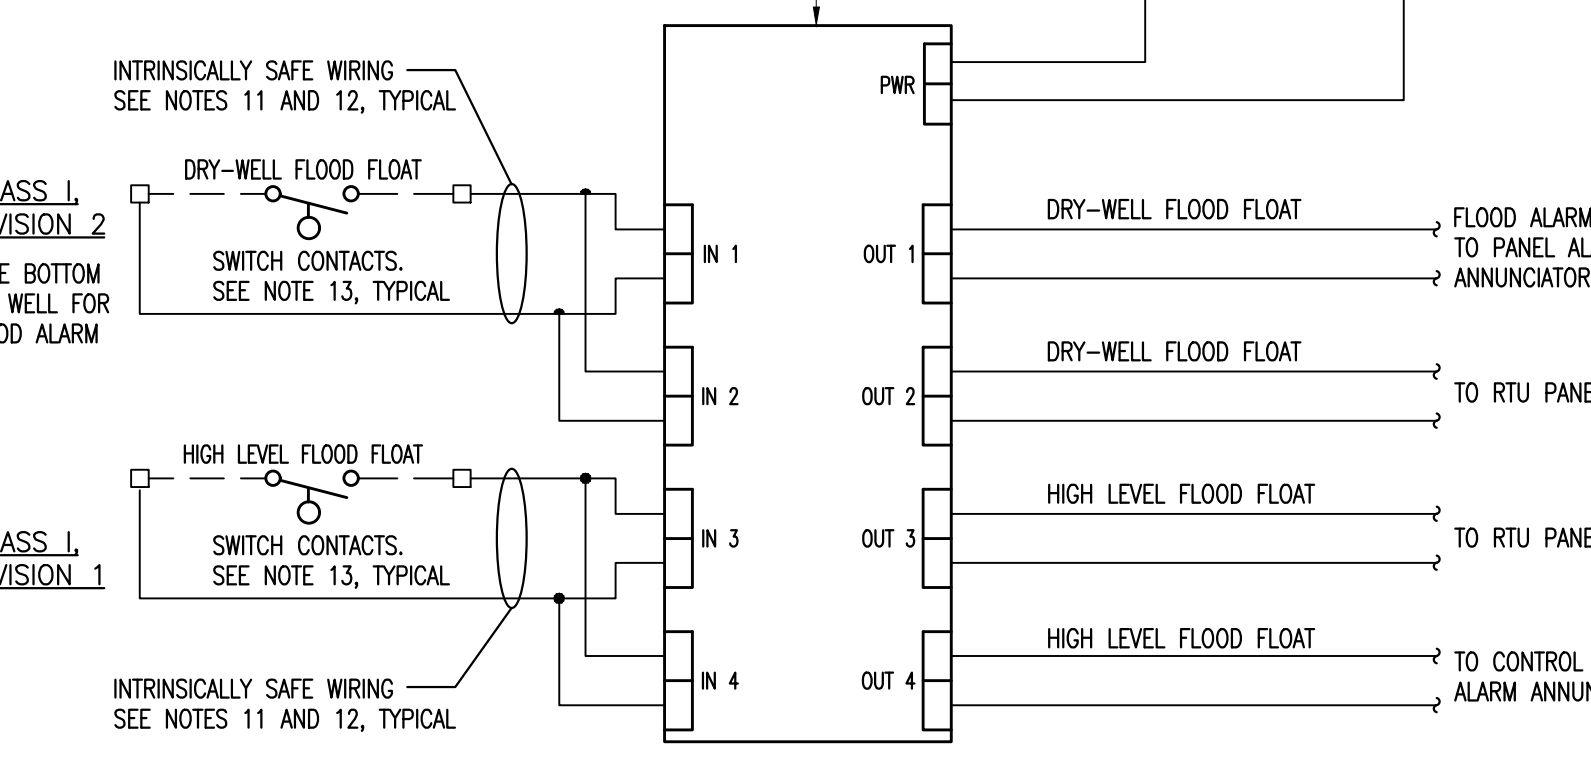 INTRINSICALLY SAFE WIRING
SEE NOTES 11 AND 12, TYPICAL
DRY-WELL FLOOD FLOAT
ASS I,
VISION 2
E BOTTOM
WELL FOR
OD ALARM
SWITCH CONTACTS.
SEE NOTE 13, TYPICAL
HIGH LEVEL FLOOD FLOAT
ASS I,
VISION 1
SWITCH CONTACTS.
SEE NOTE 13, TYPICAL
INTRINSICALLY SAFE WIRING
SEE NOTES 11 AND 12, TYPICAL
IN 1
IN 2
IN 3
IN 4
PWR
OUT 1
OUT 2
OUT 3
OUT 4
DRY-WELL FLOOD FLOAT
FLOOD ALARM
TO PANEL AL
ANNUNCIATOR
DRY-WELL FLOOD FLOAT
TO RTU PANE
HIGH LEVEL FLOOD FLOAT
TO RTU PANE
HIGH LEVEL FLOOD FLOAT
TO CONTROL
ALARM ANNUN